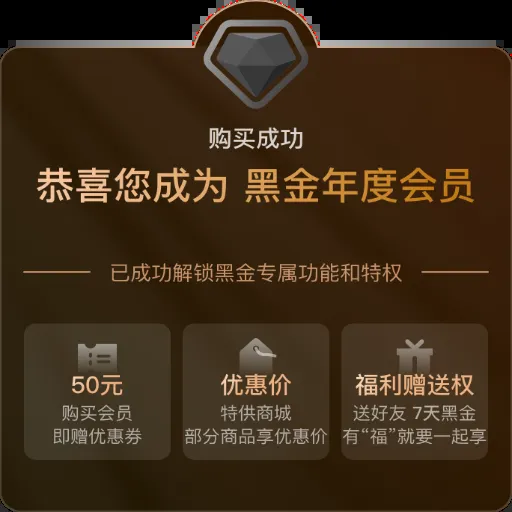 购买成功
恭喜您成为 黑金年度会员
已成功解锁黑金专属功能和特权
50元
购买会员
即赠优惠券
优惠价
特供商城
部分商品享优惠价
福利赠送权
送好友 7天黑金
有“福”就要一起享